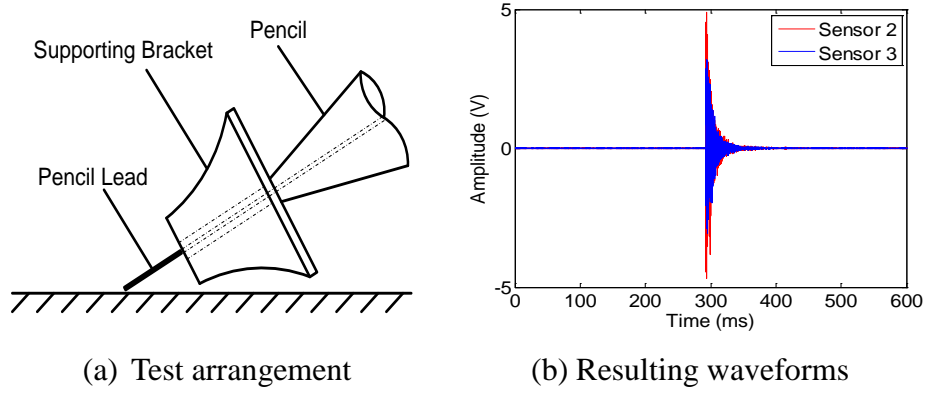 Pencil
Supporting Bracket
Pencil Lead
(a) Test arrangement
5
0
-5
Amplitude (V)
Sensor 2
Sensor 3
0 100 200 300 400 500 600
Time (ms)
(b) Resulting waveforms